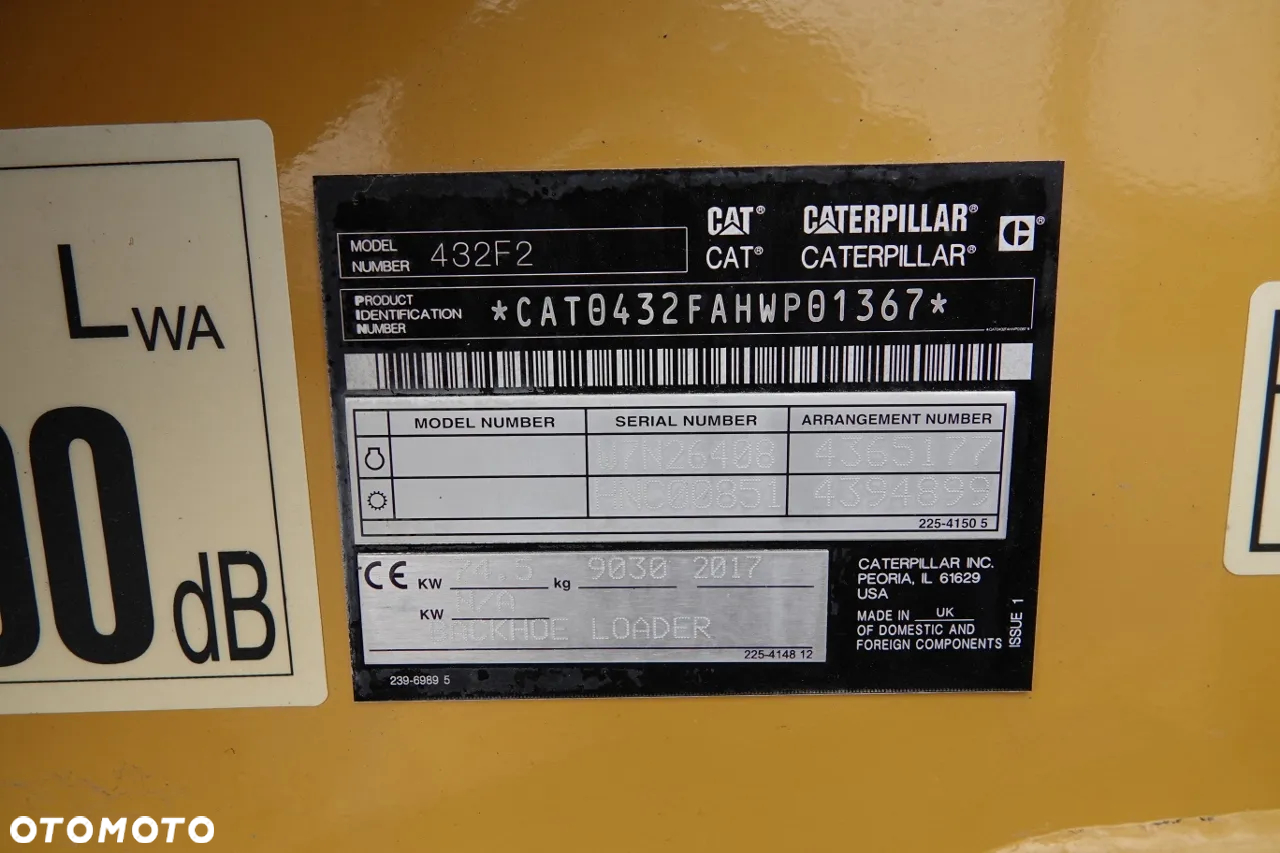 LWA
00
dB
CAT® CATERPILLAR®
CAT® CATERPILLAR®
MODEL NUMBER 432F2
PRODUCT IDENTIFICATION NUMBER *CAT0432FAHWP01367*
MODEL NUMBER SERIAL NUMBER ARRANGEMENT NUMBER
W7N26408 4365177
HNC00851 4394899
225-4150 5
CE KW 74.5 kg 9030 2017
KW N/A
BACKHOE LOADER
225-4148 12
239-6989 5
CATERPILLAR INC.
PEORIA, IL 61629
USA
MADE IN UK
OF DOMESTIC AND
FOREIGN COMPONENTS
ISSUE 1
OTOMOTO